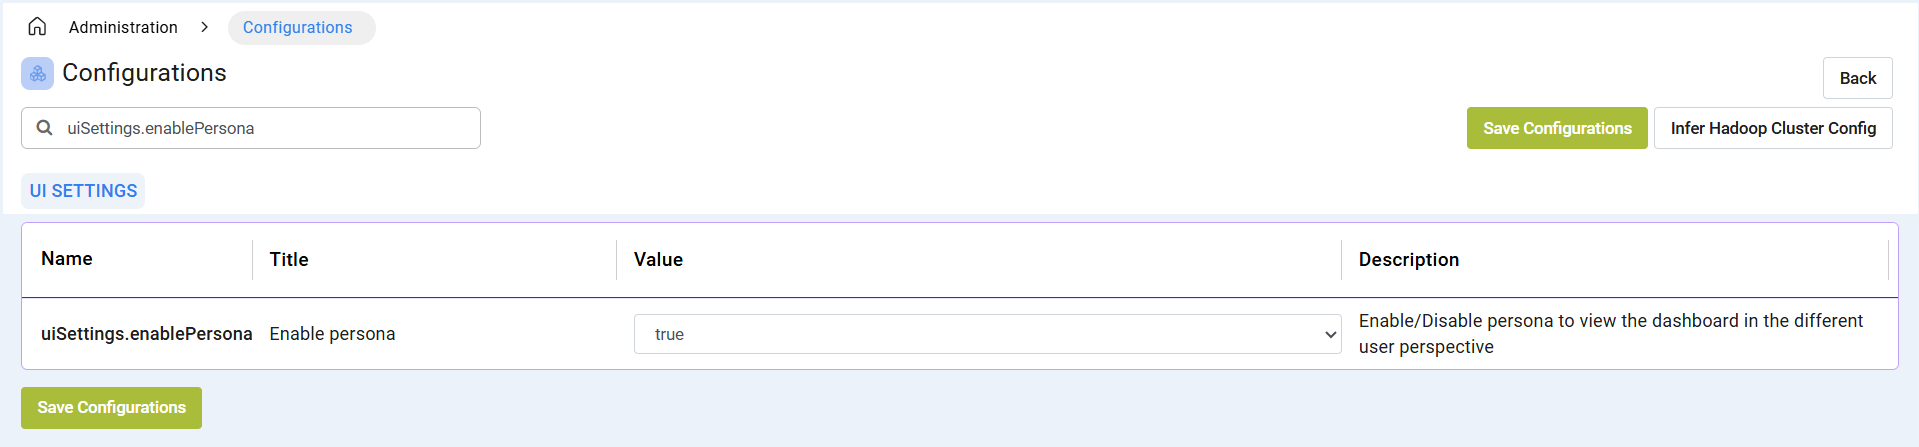 Administration
Configurations
Configurations
Back
uiSettings.enablePersona
Save Configurations
Infer Hadoop Cluster Config
UI SETTINGS
Name
Title
Value
Description
uiSettings.enablePersona
Enable persona
true
Enable/Disable persona to view the dashboard in the different
user perspective
Save Configurations